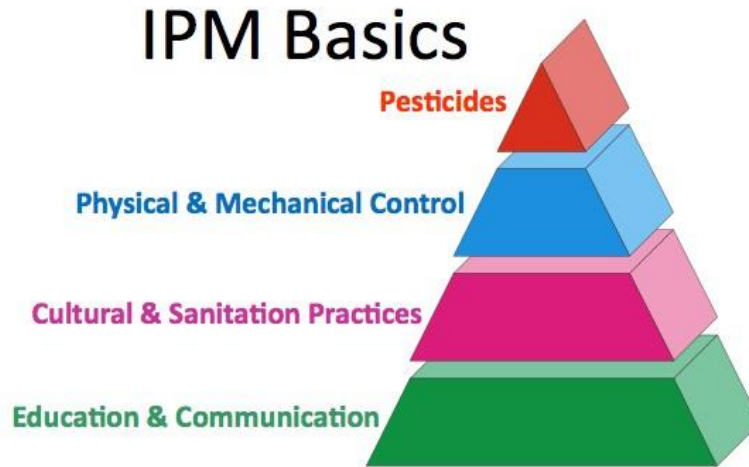 IPM Basics
Pesticides
Physical & Mechanical Control
Cultural & Sanitation Practices
Education & Communication